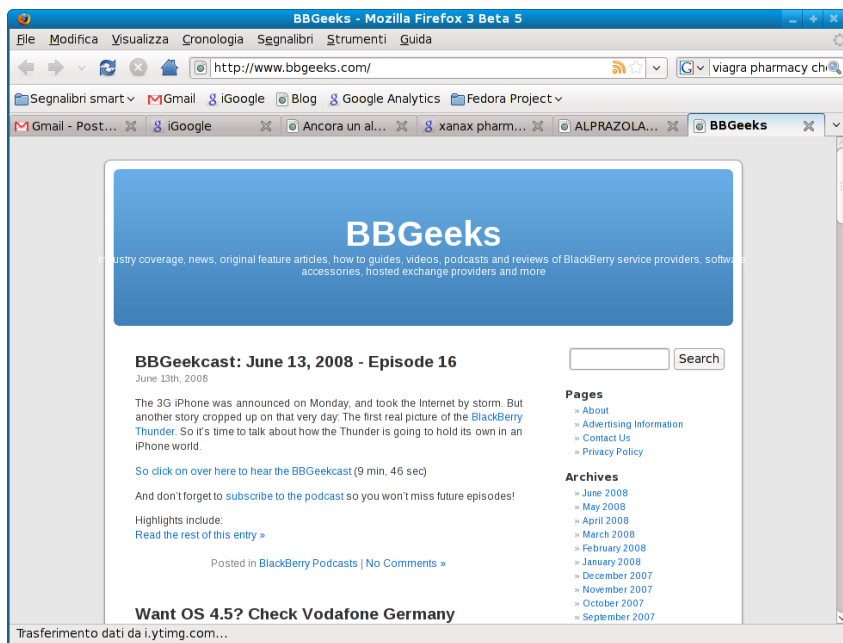 BBGeeks - Mozilla Firefox 3 Beta 5
File Modifica Visualizza Cronologia Segnalibri Strumenti Guida
http://www.bbgeeks.com/ G viagra pharmacy ch
Segnalibri smart Gmail iGoogle Blog Google Analytics Fedora Project
Gmail - Post... iGoogle Ancora un al... xanax pharm... ALPRAZOLA... BBGeeks
BBGeeks
Industry coverage, news, original feature articles, how to guides, videos, podcasts and reviews of BlackBerry service providers, software
accessories, hosted exchange providers and more
BBGeekcast: June 13, 2008 - Episode 16
June 13th, 2008
The 3G iPhone was announced on Monday, and took the Internet by storm. But
another story cropped up on that very day: The first real picture of the BlackBerry
Thunder. So it's time to talk about how the Thunder is going to hold its own in an
iPhone world.
So click on over here to hear the BBGeekcast (9 min, 46 sec)
And don't forget to subscribe to the podcast so you won't miss future episodes!
Highlights include:
Read the rest of this entry »
Posted in BlackBerry Podcasts | No Comments »
Want OS 4.5? Check Vodafone Germany
Search
Pages
» About
» Advertising Information
» Contact Us
» Privacy Policy
Archives
» June 2008
» May 2008
» April 2008
» March 2008
» February 2008
» January 2008
» December 2007
» November 2007
» October 2007
» September 2007
Trasferimento dati da i.ytimg.com...